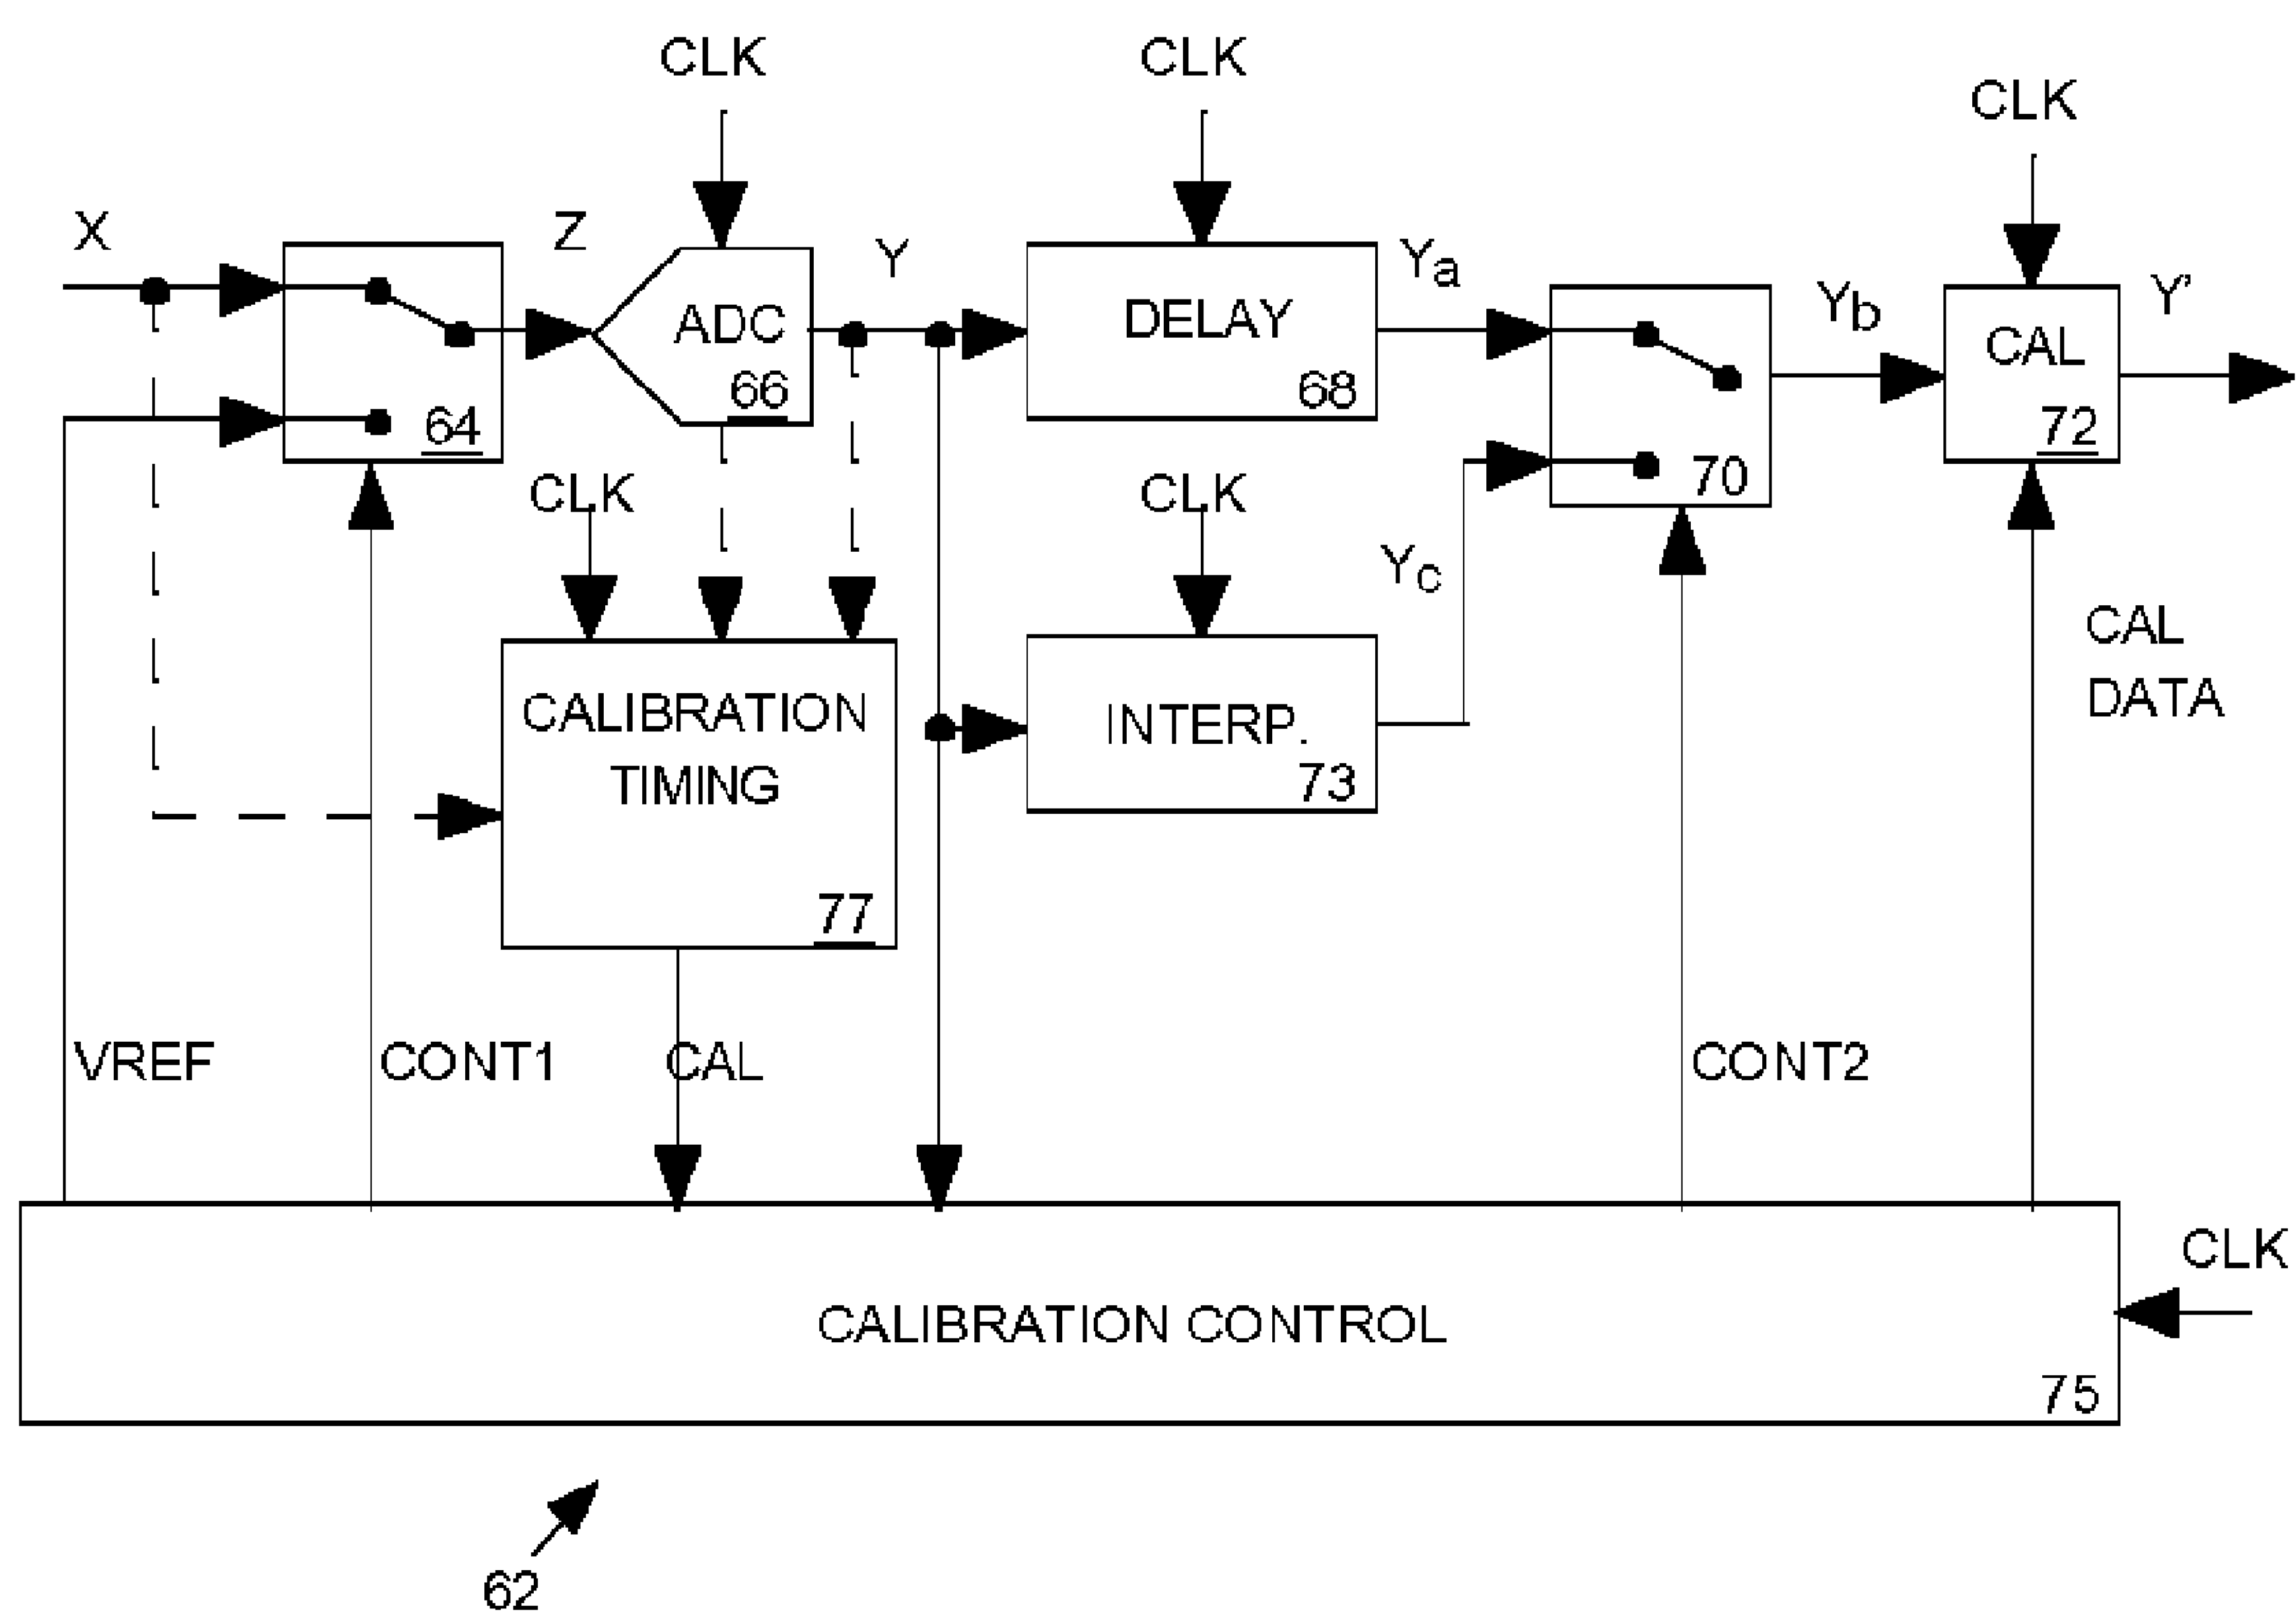 CLK
CLK
CLK
X
Z
Y
Ya
Yb
Y'
ADC
66
DELAY
68
CAL
72
64
70
CLK
CLK
Yc
CAL
DATA
CALIBRATION
TIMING
77
INTERP.
73
VREF
CONT1
CAL
CONT2
CLK
CALIBRATION CONTROL
75
62